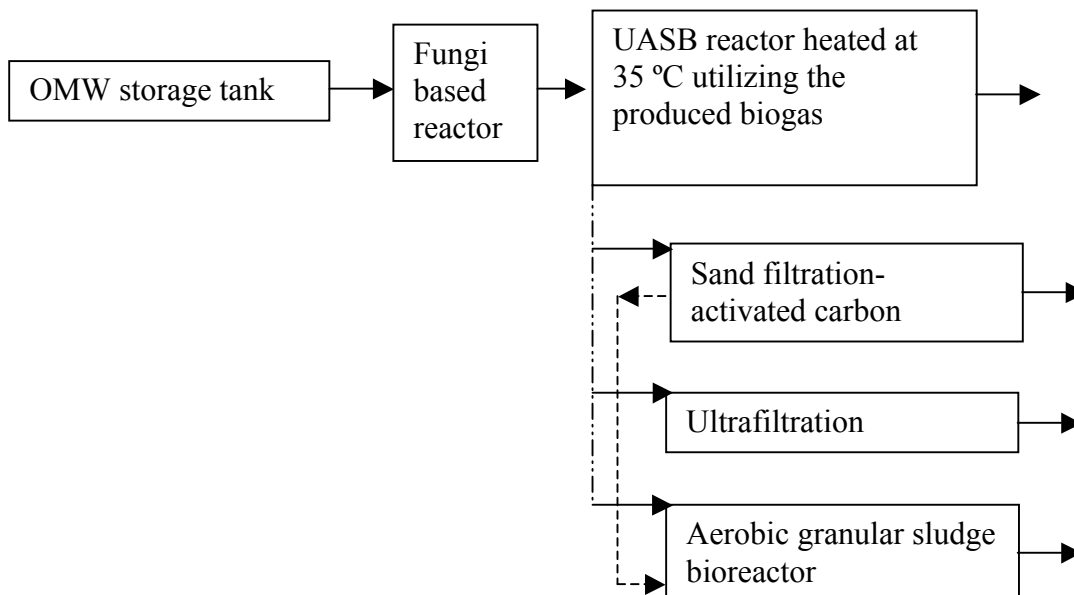 OMW storage tank
Fungi
based
reactor
UASB reactor heated at
35 ºC utilizing the
produced biogas
Sand filtration-
activated carbon
Ultrafiltration
Aerobic granular sludge
bioreactor